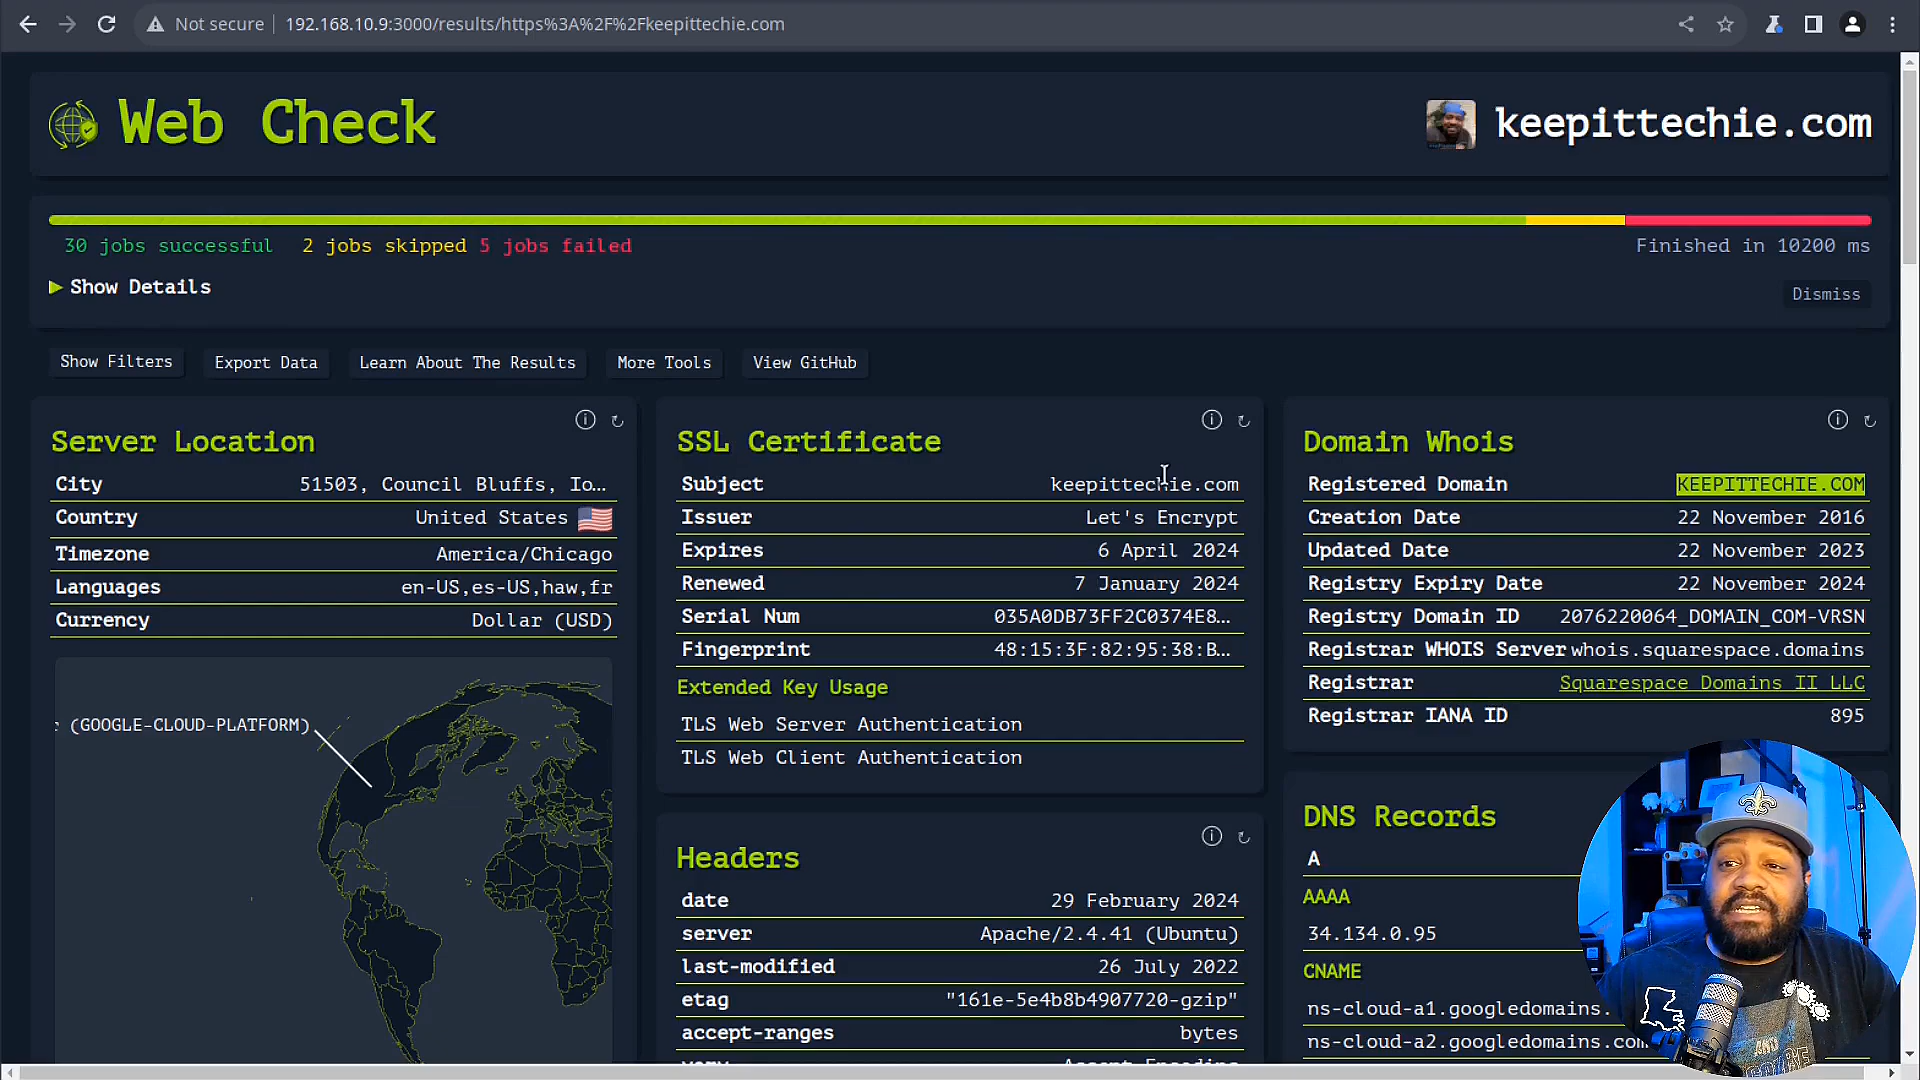 Not secure | 192.168.10.9:3000/results/https%3A%2F%2Fkeepittechie.com
Web Check
keepittechie.com
30 jobs successful 2 jobs skipped 5 jobs failed
Finished in 10200 ms
Show Details
Dismiss
Show Filters
Export Data
Learn About The Results
More Tools
View GitHub
Server Location
City 51503, Council Bluffs, Io...
Country United States
Timezone America/Chicago
Languages en-US,es-US,haw,fr
Currency Dollar (USD)
(GOOGLE-CLOUD-PLATFORM)
SSL Certificate
Subject keepittechie.com
Issuer Let's Encrypt
Expires 6 April 2024
Renewed 7 January 2024
Serial Num 035A0DB73FF2C0374E8...
Fingerprint 48:15:3F:82:95:38:B...
Extended Key Usage
TLS Web Server Authentication
TLS Web Client Authentication
Headers
date 29 February 2024
server Apache/2.4.41 (Ubuntu)
last-modified 26 July 2022
etag "161e-5e4b8b4907720-gzip"
accept-ranges bytes
Domain Whois
Registered Domain KEEPITTECHIE.COM
Creation Date 22 November 2016
Updated Date 22 November 2023
Registry Expiry Date 22 November 2024
Registry Domain ID 2076220064_DOMAIN_COM-VRSN
Registrar WHOIS Server whois.squarespace.domains
Registrar Squarespace Domains II LLC
Registrar IANA ID 895
DNS Records
A
AAAA
34.134.0.95
CNAME
ns-cloud-a1.googledomains.
ns-cloud-a2.googledomains.com